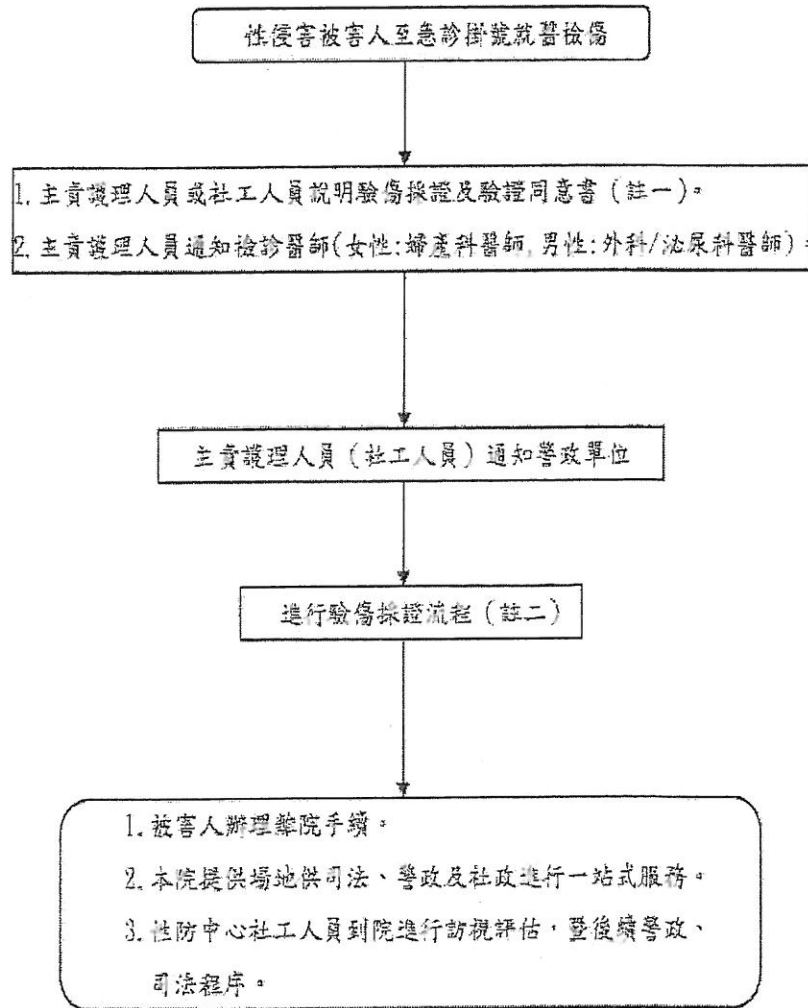 性侵害被害人至急診掛號就醫檢傷
1. 主責護理人員或社工人員說明驗傷採證及驗證同意書（註一）。
2. 主責護理人員通知檢診醫師(女性:婦產科醫師, 男性:外科/泌尿科醫師)。
主責護理人員（社工人員）通知警政單位
進行驗傷採證流程（註二）
1. 被害人辦理離院手續。
2. 本院提供場地供司法、警政及社政進行一站式服務。
3. 性防中心社工人員到院進行訪視評估，暨後續警政、
司法程序。